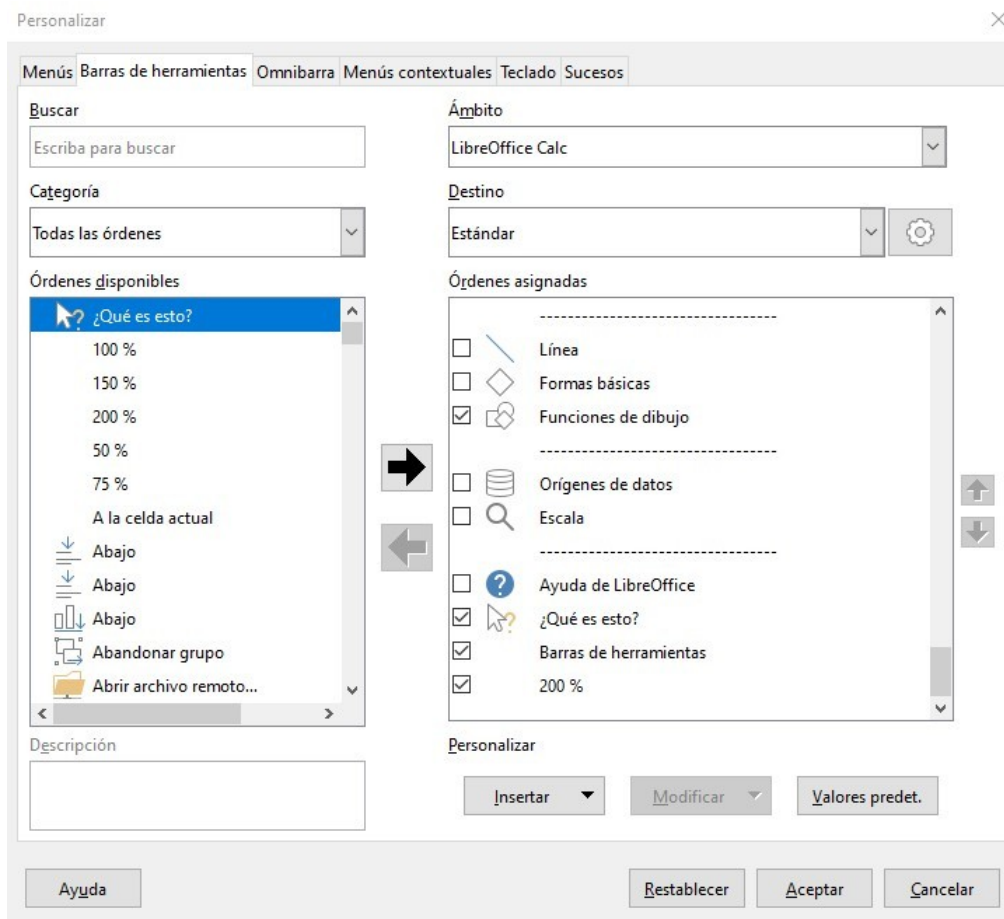 Personalizar
Menús Barras de herramientas Omnibarra Menús contextuales Teclado Sucesos
Buscar
Escriba para buscar
Categoría
Todas las órdenes
Órdenes disponibles
¿Qué es esto?
100 %
150 %
200 %
50 %
75 %
A la celda actual
Abajo
Abajo
Abajo
Abandonar grupo
Abrir archivo remoto...
Descripción
Ámbito
LibreOffice Calc
Destino
Estándar
Órdenes asignadas
----------------------------------
Línea
Formas básicas
Funciones de dibujo
----------------------------------
Orígenes de datos
Escala
----------------------------------
Ayuda de LibreOffice
¿Qué es esto?
Barras de herramientas
200 %
Personalizar
Insertar Modificar Valores predet.
Ayuda Restablecer Aceptar Cancelar